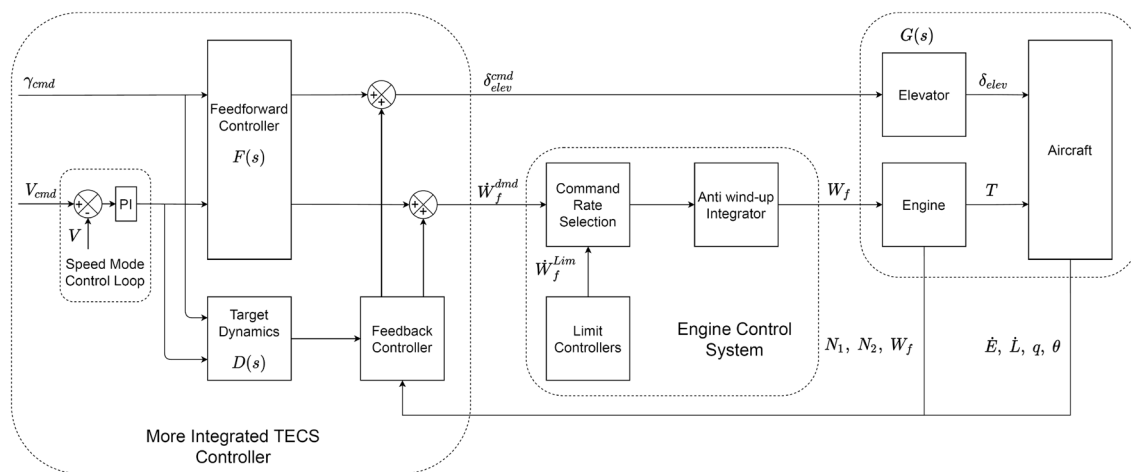 G(s)
γ_cmd
Feedforward
Controller
F(s)
+
+
δ_elev^cmd
Elevator
δ_elev
Aircraft
V_cmd
+
-
PI
V
Speed Mode
Control Loop
+
+
Ẇ_f^dmd
Command
Rate
Selection
Anti wind-up
Integrator
W_f
Engine
T
Ẇ_f^Lim
Target
Dynamics
D(s)
Feedback
Controller
Limit
Controllers
Engine Control
System
N₁, N₂, W_f
Ė, L̇, q, θ
More Integrated TECS
Controller